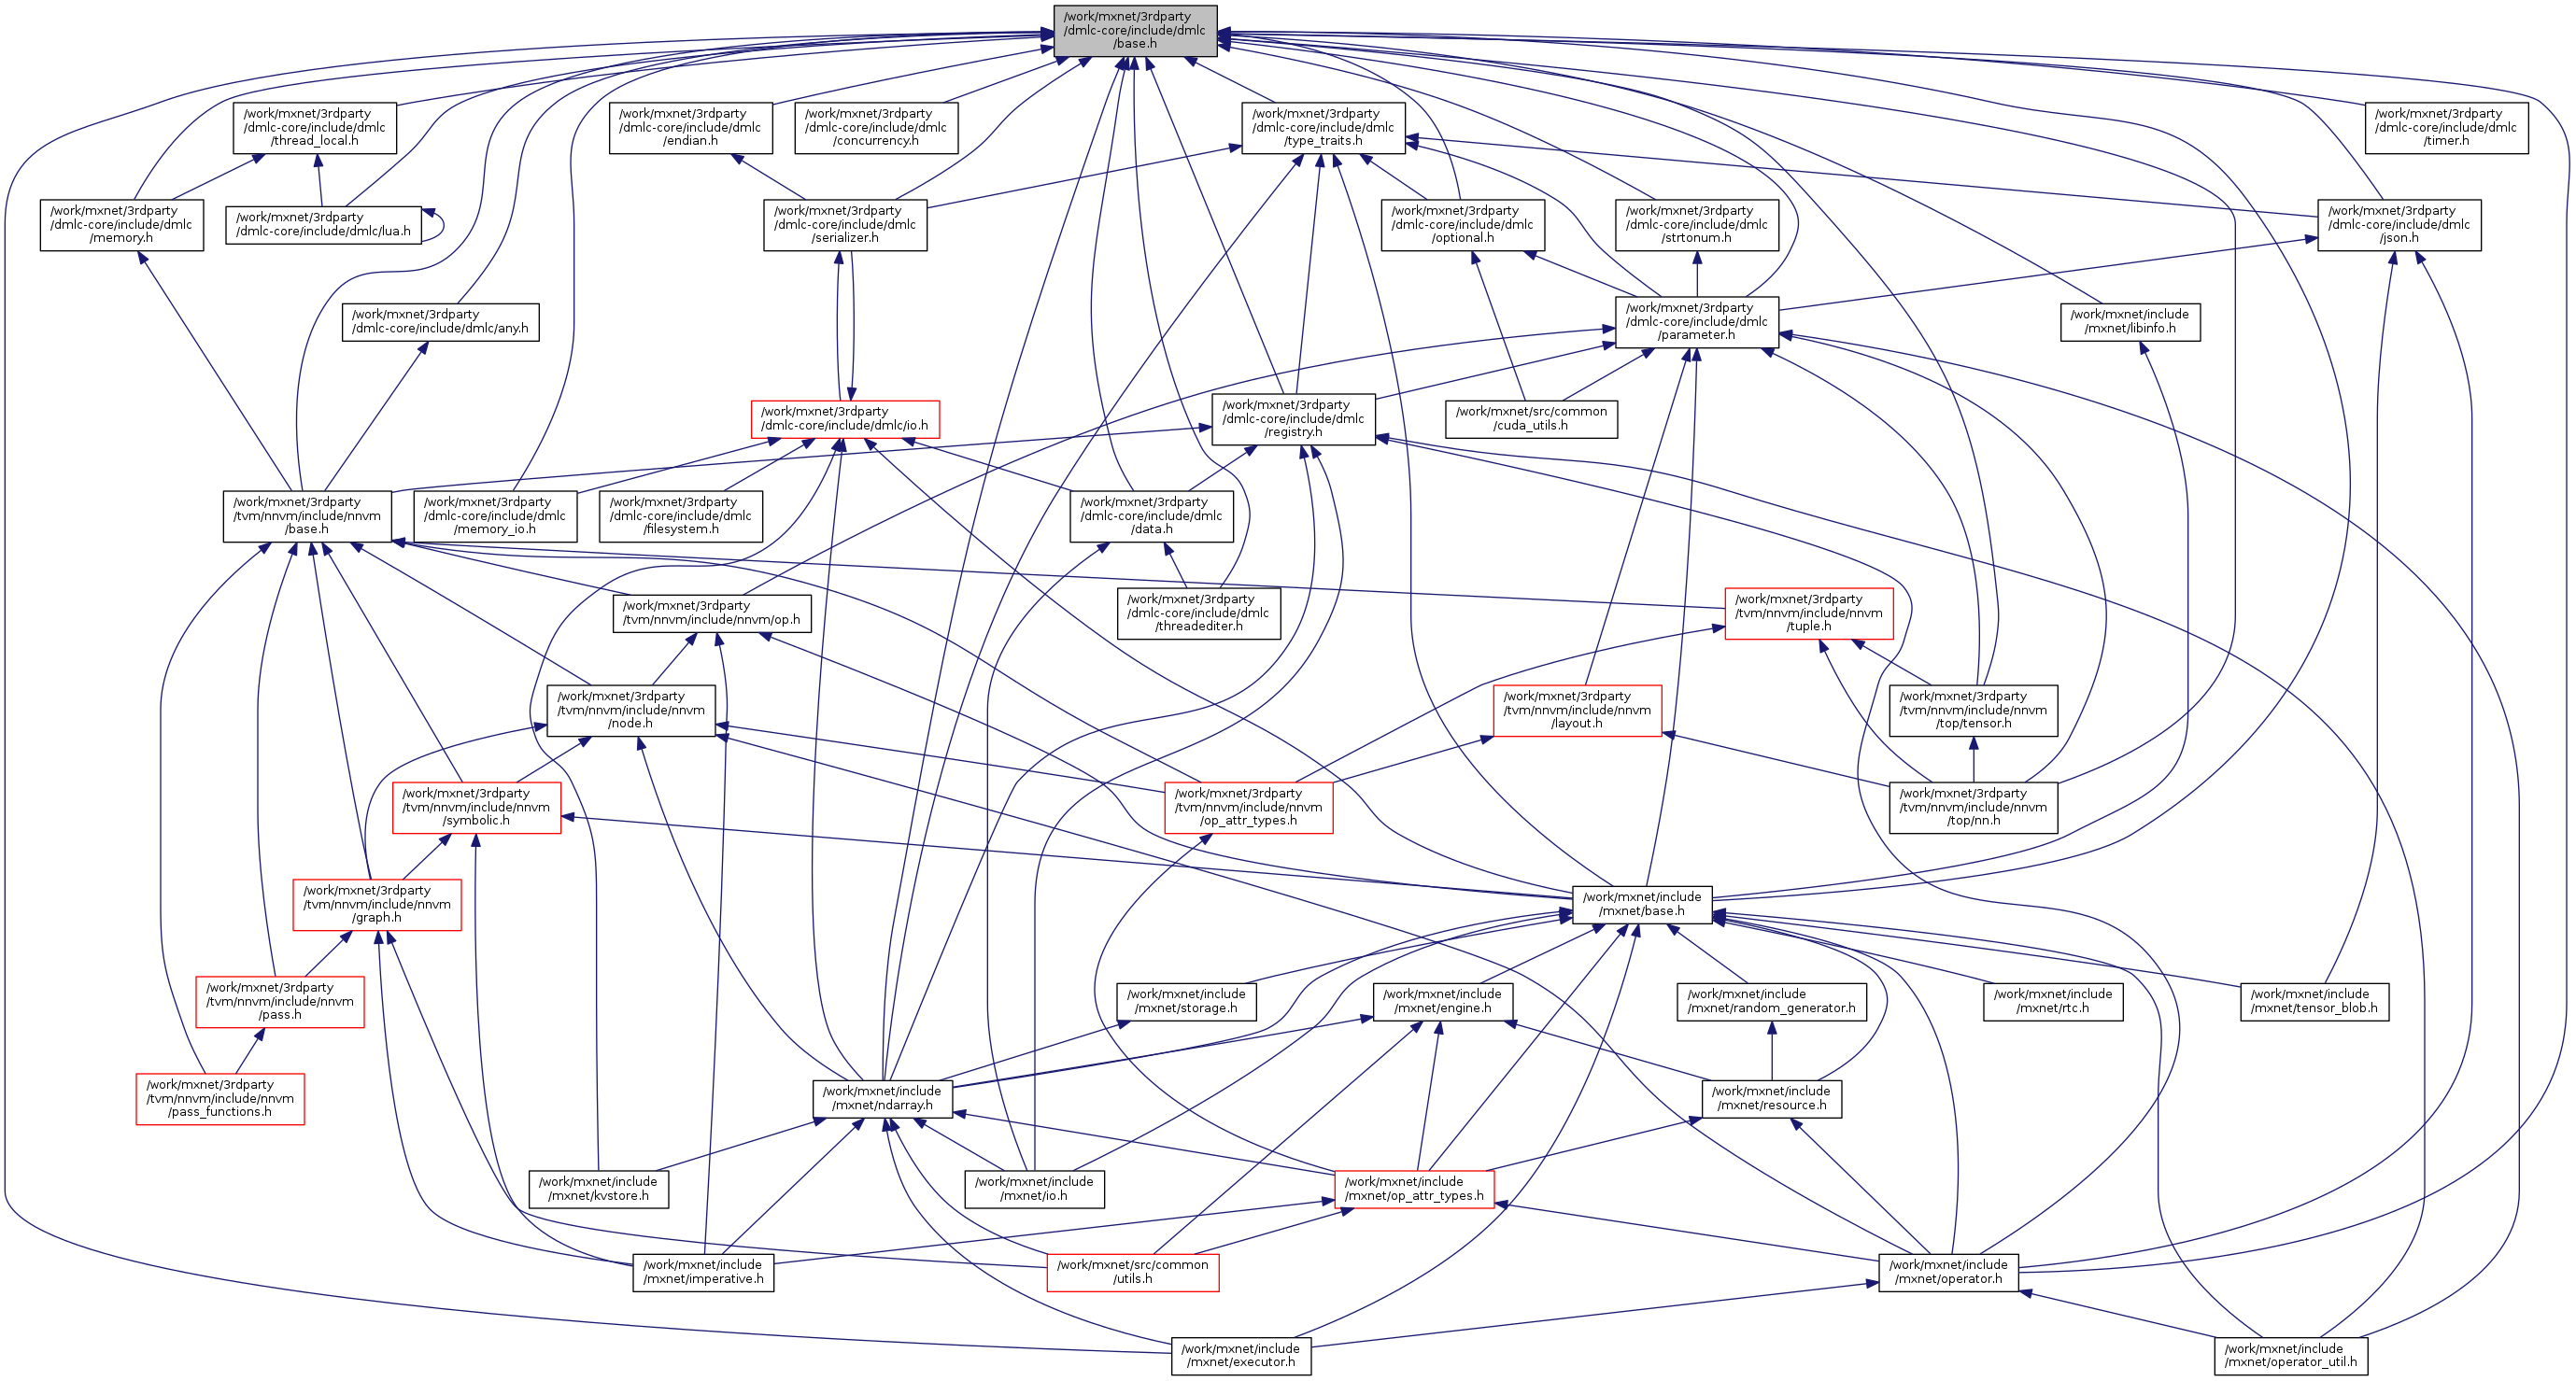 /work/mxnet/3rdparty
/dmlc-core/include/dmlc
/base.h
/work/mxnet/3rdparty
/dmlc-core/include/dmlc
/thread_local.h
/work/mxnet/3rdparty
/dmlc-core/include/dmlc
/endian.h
/work/mxnet/3rdparty
/dmlc-core/include/dmlc
/concurrency.h
/work/mxnet/3rdparty
/dmlc-core/include/dmlc
/type_traits.h
/work/mxnet/3rdparty
/dmlc-core/include/dmlc
/timer.h
/work/mxnet/3rdparty
/dmlc-core/include/dmlc
/memory.h
/work/mxnet/3rdparty
/dmlc-core/include/dmlc/lua.h
/work/mxnet/3rdparty
/dmlc-core/include/dmlc
/serializer.h
/work/mxnet/3rdparty
/dmlc-core/include/dmlc
/optional.h
/work/mxnet/3rdparty
/dmlc-core/include/dmlc
/strtonum.h
/work/mxnet/3rdparty
/dmlc-core/include/dmlc
/json.h
/work/mxnet/3rdparty
/dmlc-core/include/dmlc/any.h
/work/mxnet/3rdparty
/dmlc-core/include/dmlc
/parameter.h
/work/mxnet/include
/mxnet/libinfo.h
/work/mxnet/3rdparty
/dmlc-core/include/dmlc/io.h
/work/mxnet/3rdparty
/dmlc-core/include/dmlc
/registry.h
/work/mxnet/src/common
/cuda_utils.h
/work/mxnet/3rdparty
/tvm/nnvm/include/nnvm
/base.h
/work/mxnet/3rdparty
/dmlc-core/include/dmlc
/memory_io.h
/work/mxnet/3rdparty
/dmlc-core/include/dmlc
/filesystem.h
/work/mxnet/3rdparty
/dmlc-core/include/dmlc
/data.h
/work/mxnet/3rdparty
/tvm/nnvm/include/nnvm/op.h
/work/mxnet/3rdparty
/dmlc-core/include/dmlc
/threadediter.h
/work/mxnet/3rdparty
/tvm/nnvm/include/nnvm
/tuple.h
/work/mxnet/3rdparty
/tvm/nnvm/include/nnvm
/node.h
/work/mxnet/3rdparty
/tvm/nnvm/include/nnvm
/layout.h
/work/mxnet/3rdparty
/tvm/nnvm/include/nnvm
/top/tensor.h
/work/mxnet/3rdparty
/tvm/nnvm/include/nnvm
/symbolic.h
/work/mxnet/3rdparty
/tvm/nnvm/include/nnvm
/op_attr_types.h
/work/mxnet/3rdparty
/tvm/nnvm/include/nnvm
/top/nn.h
/work/mxnet/3rdparty
/tvm/nnvm/include/nnvm
/graph.h
/work/mxnet/include
/mxnet/base.h
/work/mxnet/3rdparty
/tvm/nnvm/include/nnvm
/pass.h
/work/mxnet/include
/mxnet/storage.h
/work/mxnet/include
/mxnet/engine.h
/work/mxnet/include
/mxnet/random_generator.h
/work/mxnet/include
/mxnet/rtc.h
/work/mxnet/include
/mxnet/tensor_blob.h
/work/mxnet/3rdparty
/tvm/nnvm/include/nnvm
/pass_functions.h
/work/mxnet/include
/mxnet/ndarray.h
/work/mxnet/include
/mxnet/resource.h
/work/mxnet/include
/mxnet/kvstore.h
/work/mxnet/include
/mxnet/io.h
/work/mxnet/include
/mxnet/op_attr_types.h
/work/mxnet/include
/mxnet/imperative.h
/work/mxnet/src/common
/utils.h
/work/mxnet/include
/mxnet/operator.h
/work/mxnet/include
/mxnet/executor.h
/work/mxnet/include
/mxnet/operator_util.h